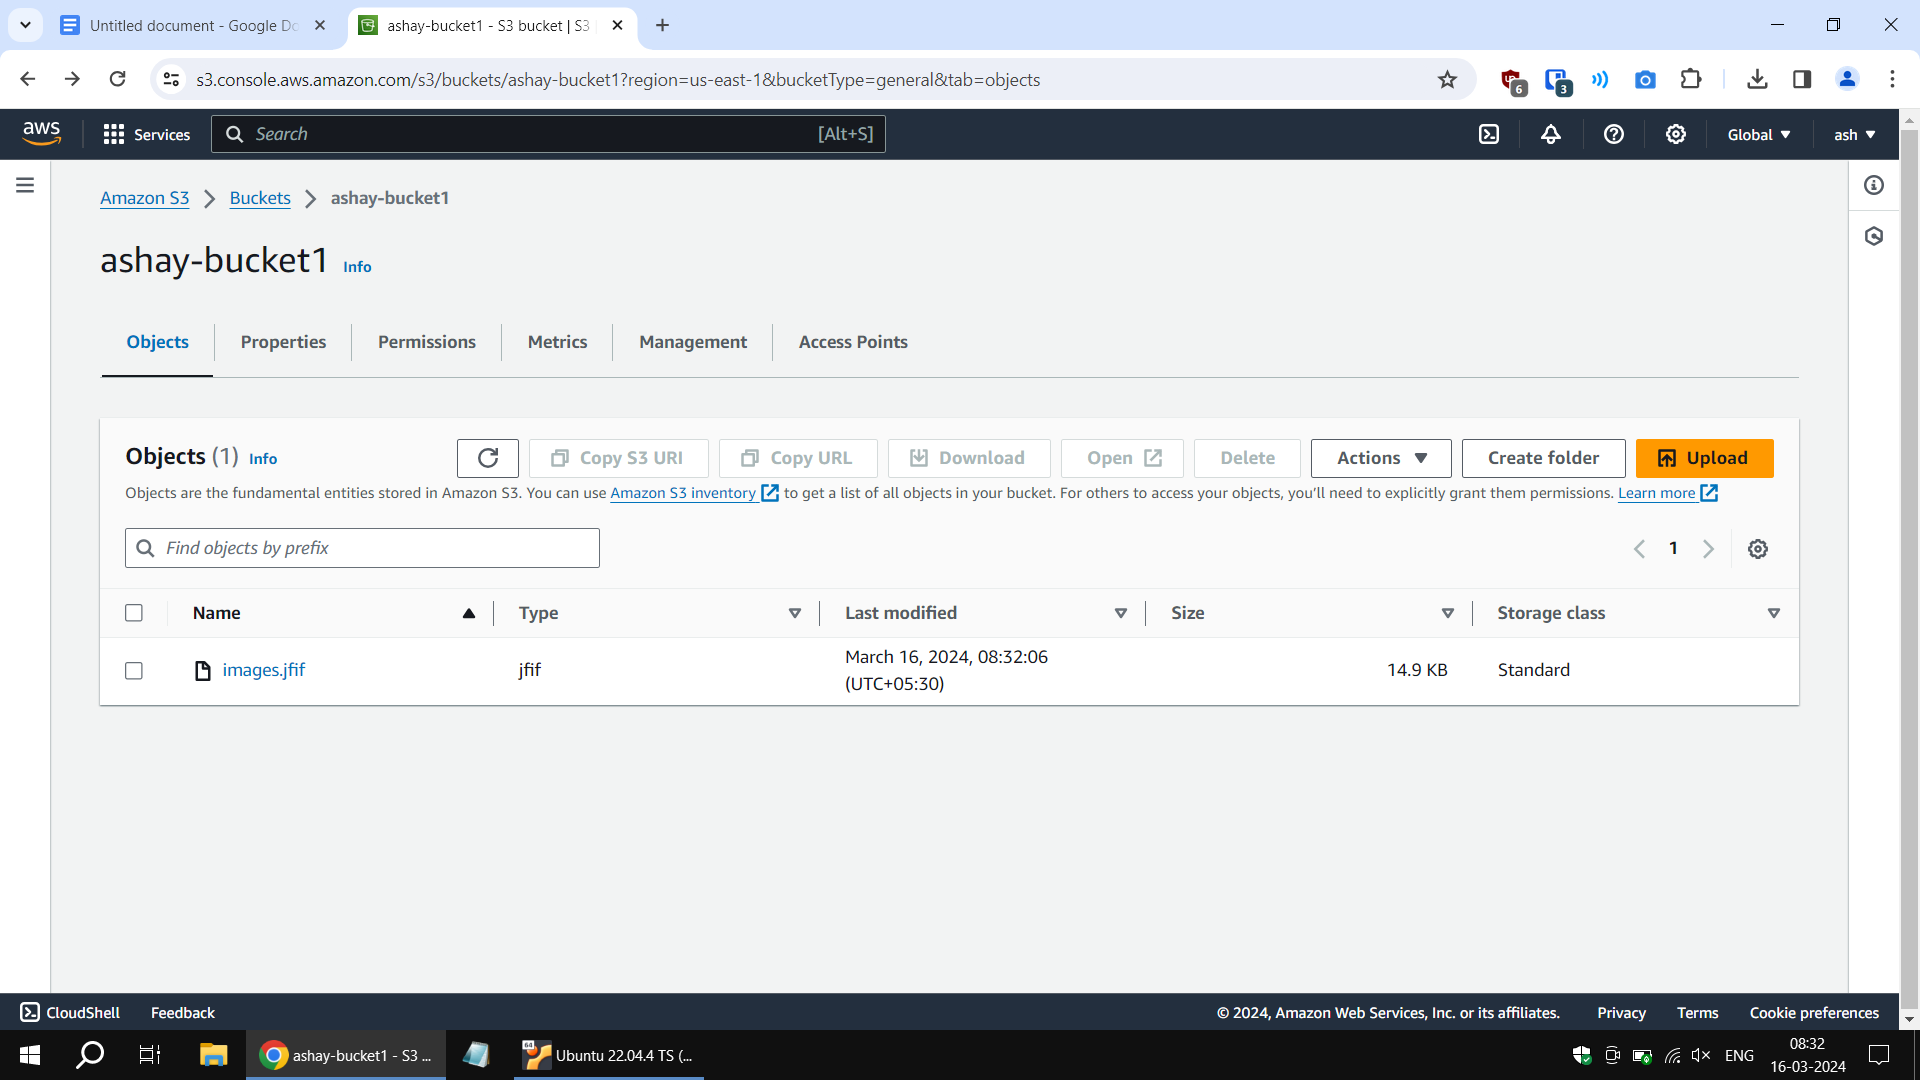 Untitled document - Google Do
ashay-bucket1 - S3 bucket | S3
s3.console.aws.amazon.com/s3/buckets/ashay-bucket1?region=us-east-1&bucketType=general&tab=objects
6
3
aws
Services
Search
[Alt+S]
Global
ash
Amazon S3
Buckets
ashay-bucket1
ashay-bucket1 Info
Objects
Properties
Permissions
Metrics
Management
Access Points
Objects (1) Info
Copy S3 URI
Copy URL
Download
Open
Delete
Actions
Create folder
Upload
Objects are the fundamental entities stored in Amazon S3. You can use Amazon S3 inventory to get a list of all objects in your bucket. For others to access your objects, you'll need to explicitly grant them permissions. Learn more
Find objects by prefix
1
Name
Type
Last modified
Size
Storage class
images.jfif
jfif
March 16, 2024, 08:32:06
(UTC+05:30)
14.9 KB
Standard
CloudShell
Feedback
© 2024, Amazon Web Services, Inc. or its affiliates.
Privacy
Terms
Cookie preferences
ashay-bucket1 - S3 ...
64
Ubuntu 22.04.4 TS (...
ENG
08:32
16-03-2024